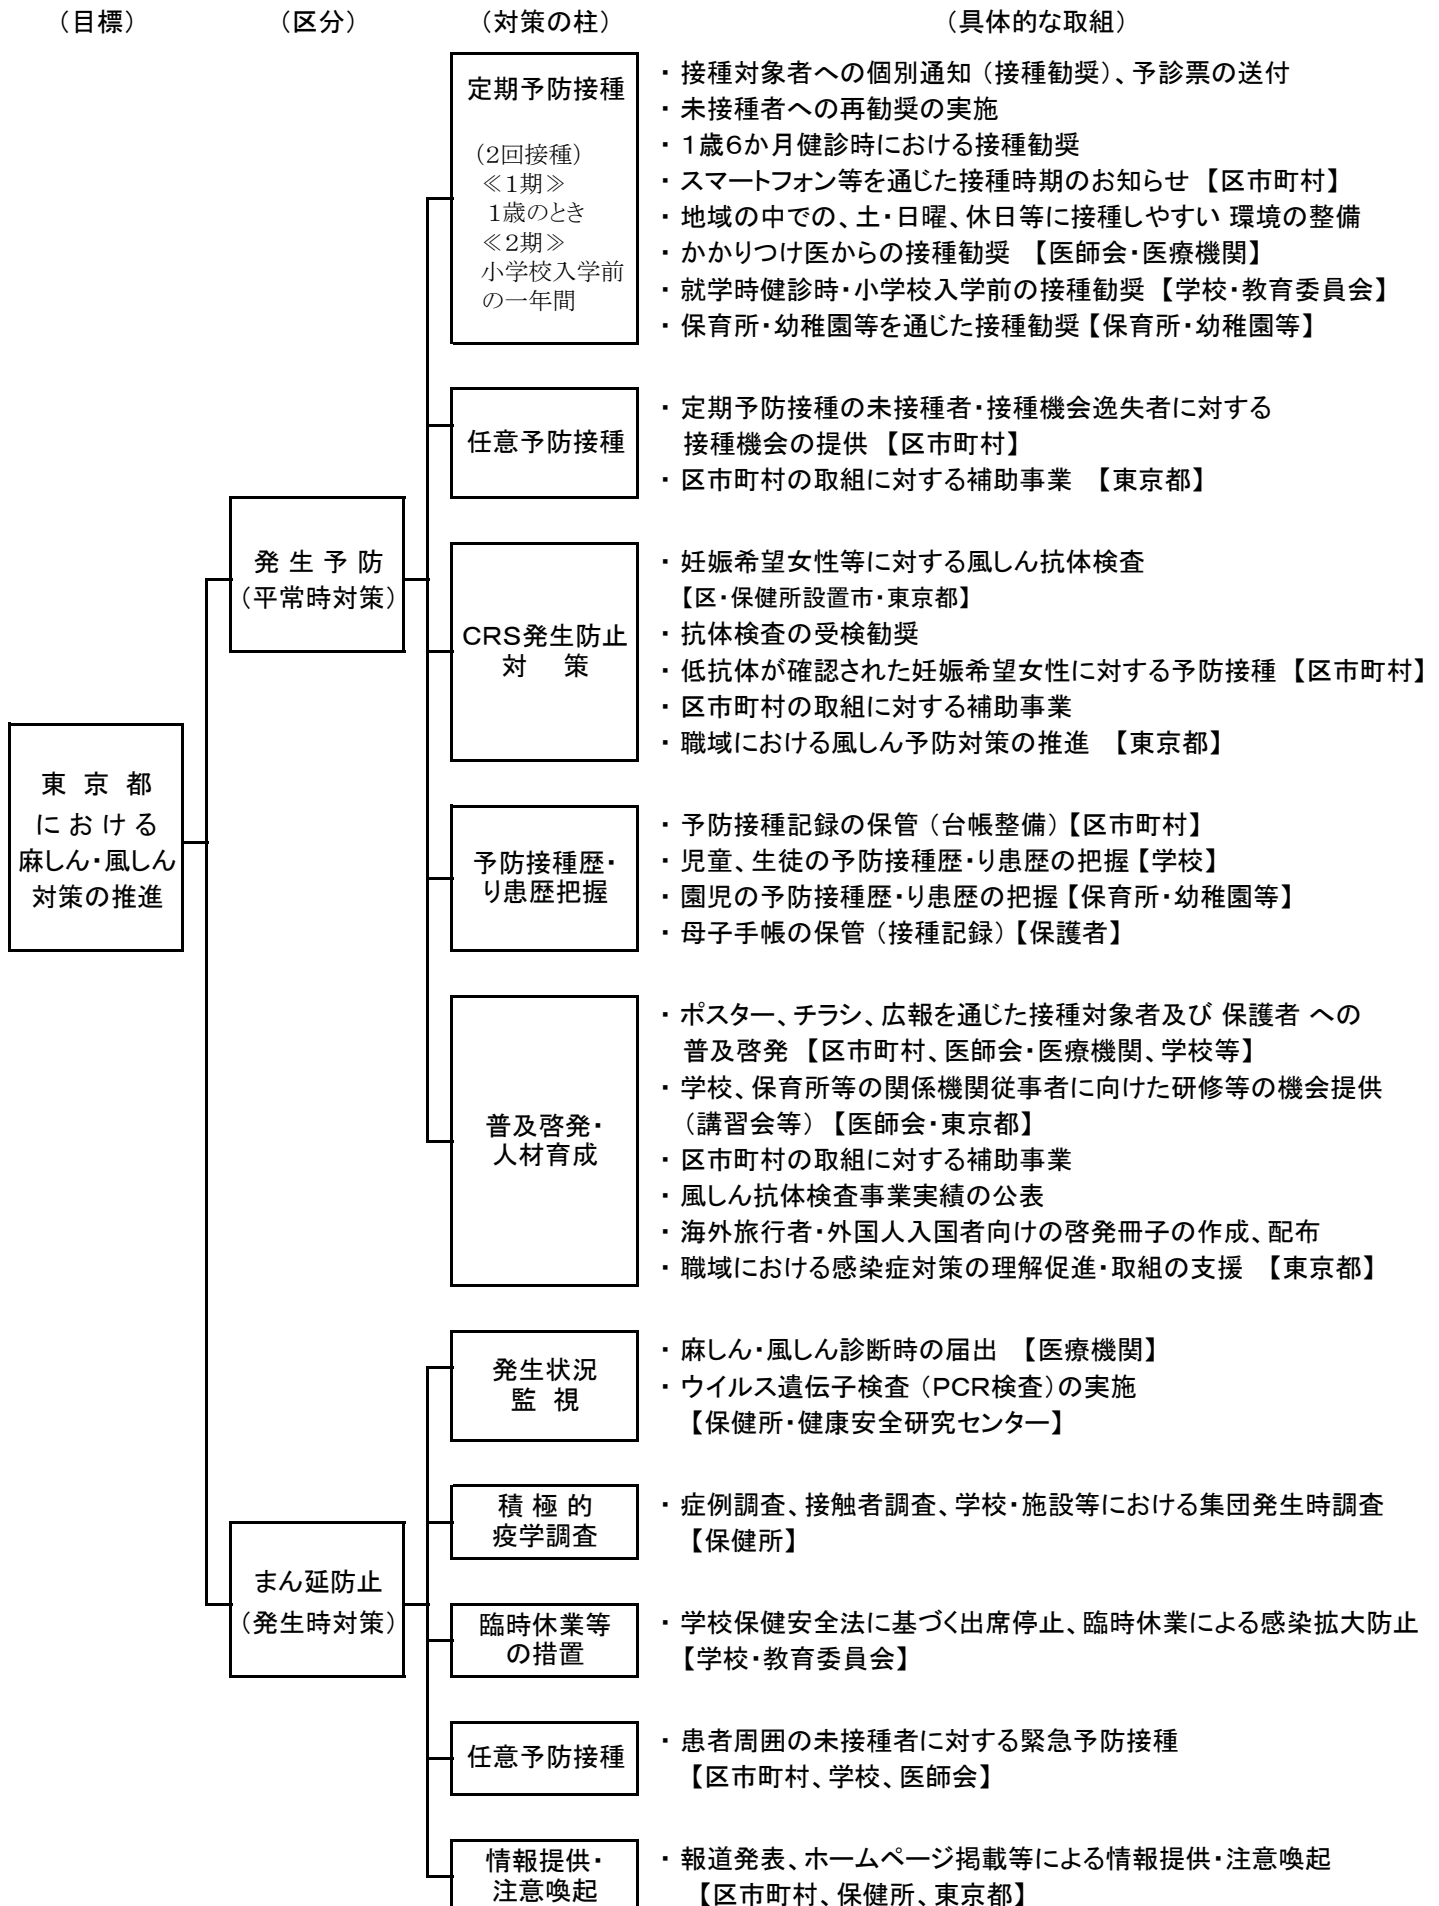 （目標）
（区分）
（対策の柱）
（具体的な取組）
東 京 都
に お け る
麻しん・風しん
対策の推進
発 生 予 防
（平常時対策）
定期予防接種
（2回接種）
≪１期≫
１歳のとき
≪２期≫
小学校入学前
の一年間
・ 接種対象者への個別通知（接種勧奨）、予診票の送付
・ 未接種者への再勧奨の実施
・ １歳６か月健診時における接種勧奨
・ スマートフォン等を通じた接種時期のお知らせ 【区市町村】
・ 地域の中での、土・日曜、休日等に接種しやすい 環境の整備
・ かかりつけ医からの接種勧奨 【医師会・医療機関】
・ 就学時健診時・小学校入学前の接種勧奨 【学校・教育委員会】
・ 保育所・幼稚園等を通じた接種勧奨【保育所・幼稚園等】
任意予防接種
・ 定期予防接種の未接種者・接種機会逸失者に対する
接種機会の提供 【区市町村】
・ 区市町村の取組に対する補助事業 【東京都】
CRS発生防止
対 策
・ 妊娠希望女性等に対する風しん抗体検査
【区・保健所設置市・東京都】
・ 抗体検査の受検勧奨
・ 低抗体が確認された妊娠希望女性に対する予防接種 【区市町村】
・ 区市町村の取組に対する補助事業
・ 職域における風しん予防対策の推進 【東京都】
予防接種歴・
り患歴把握
・ 予防接種記録の保管（台帳整備）【区市町村】
・ 児童、生徒の予防接種歴・り患歴の把握【学校】
・ 園児の予防接種歴・り患歴の把握【保育所・幼稚園等】
・ 母子手帳の保管（接種記録）【保護者】
普及啓発・
人材育成
・ ポスター、チラシ、広報を通じた接種対象者及び 保護者 への
普及啓発 【区市町村、医師会・医療機関、学校等】
・ 学校、保育所等の関係機関従事者に向けた研修等の機会提供
（講習会等）【医師会・東京都】
・ 区市町村の取組に対する補助事業
・ 風しん抗体検査事業実績の公表
・ 海外旅行者・外国人入国者向けの啓発冊子の作成、配布
・ 職域における感染症対策の理解促進・取組の支援 【東京都】
まん延防止
（発生時対策）
発生状況
監 視
・ 麻しん・風しん診断時の届出 【医療機関】
・ ウイルス遺伝子検査（PCR検査）の実施
【保健所・健康安全研究センター】
積 極 的
疫学調査
・ 症例調査、接触者調査、学校・施設等における集団発生時調査
【保健所】
臨時休業等
の措置
・ 学校保健安全法に基づく出席停止、臨時休業による感染拡大防止
【学校・教育委員会】
任意予防接種
・ 患者周囲の未接種者に対する緊急予防接種
【区市町村、学校、医師会】
情報提供・
注意喚起
・ 報道発表、ホームページ掲載等による情報提供・注意喚起
【区市町村、保健所、東京都】